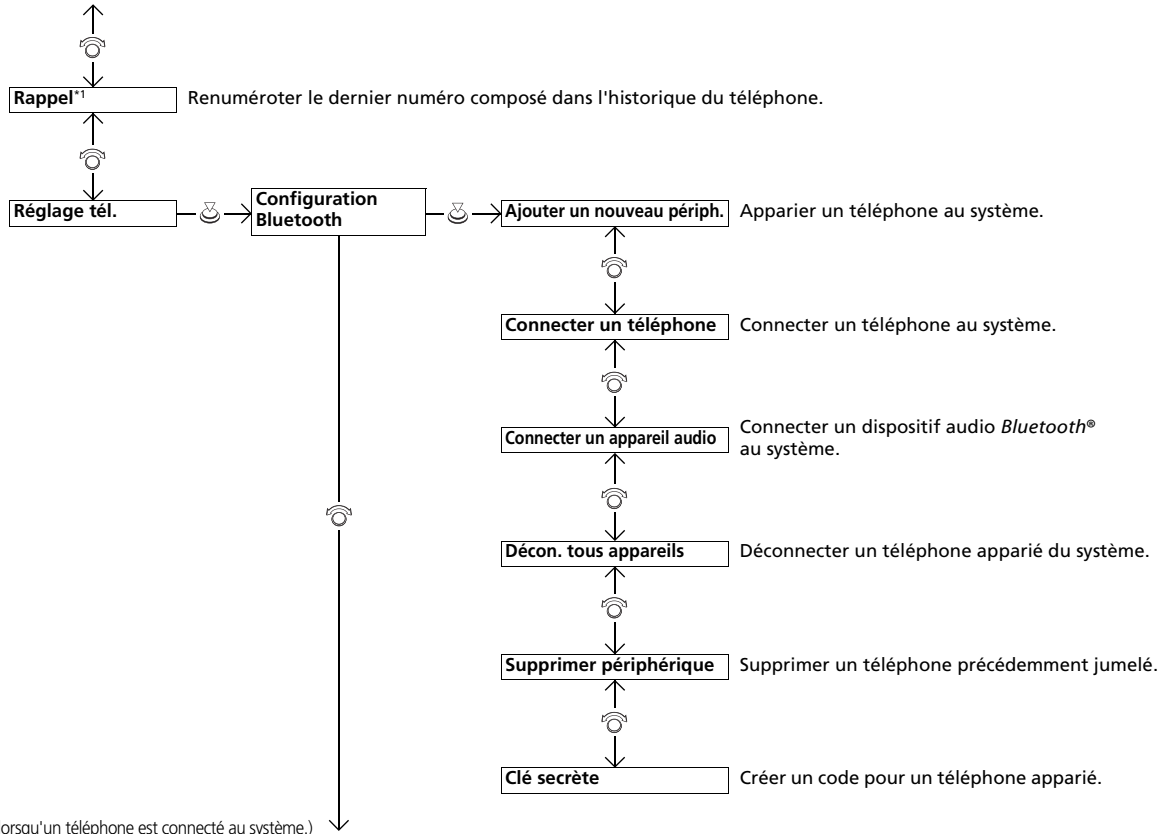 Rappel*1 Renuméroter le dernier numéro composé dans l'historique du téléphone.
Réglage tél.
Configuration
Bluetooth
Ajouter un nouveau périph. Apparier un téléphone au système.
Connecter un téléphone Connecter un téléphone au système.
Connecter un appareil audio Connecter un dispositif audio Bluetooth®
au système.
Décon. tous appareils Déconnecter un téléphone apparié du système.
Supprimer périphérique Supprimer un téléphone précédemment jumelé.
Clé secrète Créer un code pour un téléphone apparié.
lorsqu'un téléphone est connecté au système.)